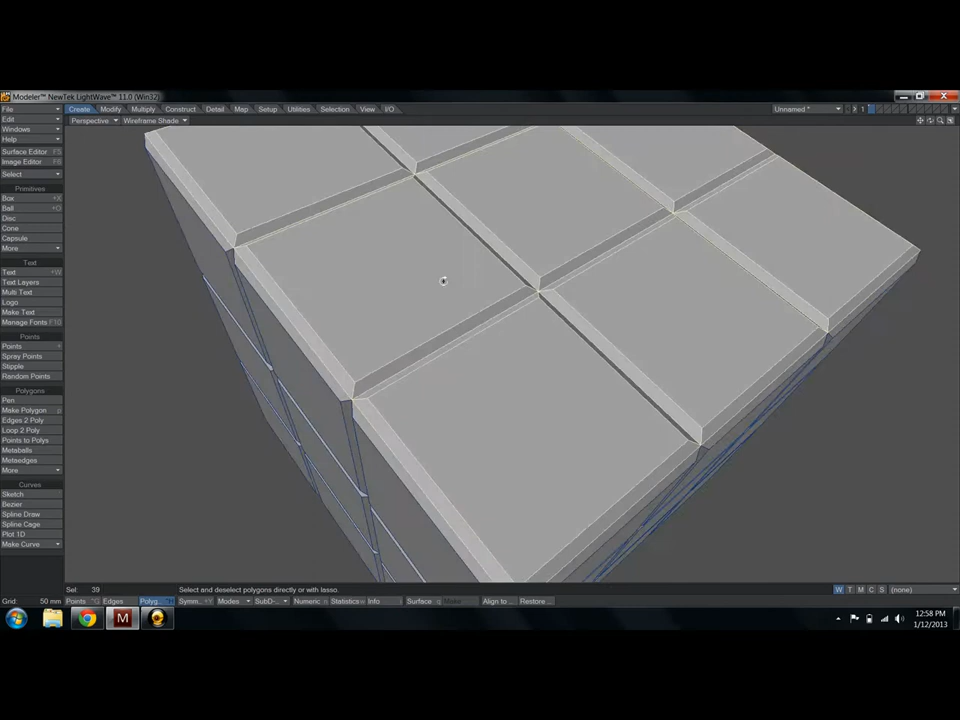 Modeler™ NewTek LightWave™ 11.0 (Win32)
File Create Modify Multiply Construct Detail Map Setup Utilities Selection View I/O Unnamed * 1
Edit Perspective Wireframe Shade
Windows
Help
Surface Editor F5
Image Editor F6
Select
Primitives
Box +X
Ball +O
Disc
Cone
Capsule
More
Text
Text +W
Text Layers
Multi Text
Logo
Make Text
Manage Fonts F10
Points
Points +
Spray Points
Stipple
Random Points
Polygons
Pen
Make Polygon p
Edges 2 Poly
Loop 2 Poly
Points to Polys
Metaballs
Metaedges
More
Curves
Sketch
Bezier
Spline Draw
Spline Cage
Plot 1D
Make Curve
Sel: 39 Select and deselect polygons directly or with lasso. W T M C S (none)
Grid: 50 mm Points ^G Edges Polyg... ^H Symm... +Y Modes SubD-... Numeric n Statistics w Info i Surface q Make Align to ... Restore...
12:58 PM
1/12/2013